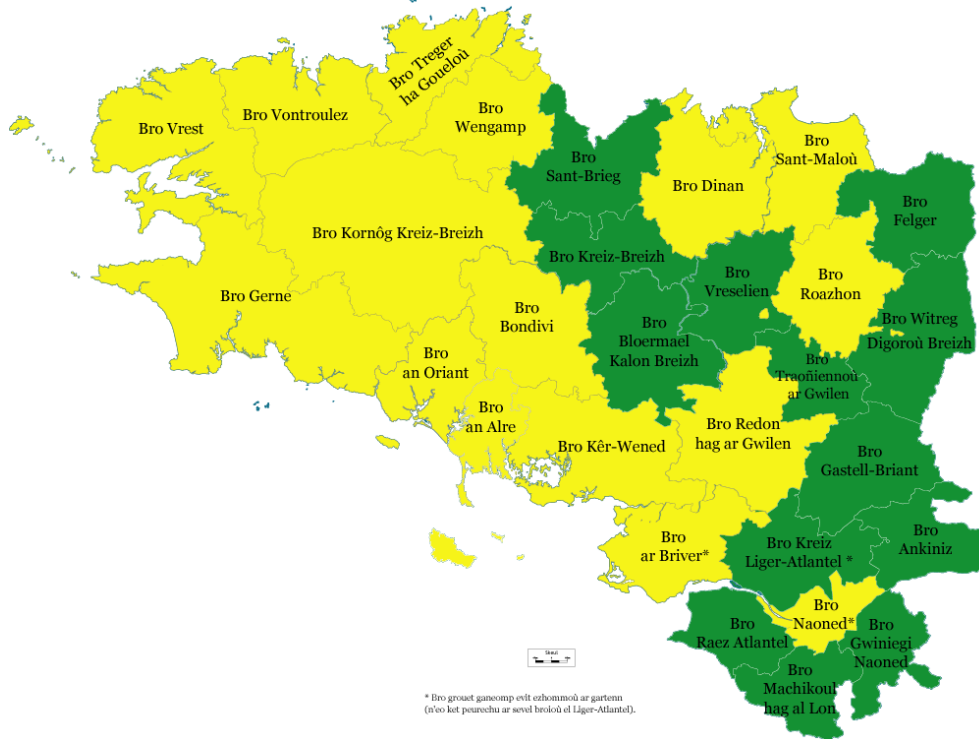 Bro Treger
ha Goueloù
Bro Vrest
Bro Vontroulez
Bro
Wengamp
Bro
Sant-Brieg
Bro Dinan
Bro
Sant-Maloù
Bro
Felger
Bro Kornôg Kreiz-Breizh
Bro Kreiz-Breizh
Bro
Vreselien
Bro
Roazhon
Bro Gerne
Bro
Bondivi
Bro
Bloermael
Kalon Breizh
Bro Witreg
Digoroù Breizh
Bro
an Oriant
Bro
Traoñiennoù
ar Gwilen
Bro
an Alre
Bro Kêr-Wened
Bro Redon
hag ar Gwilen
Bro
Gastell-Briant
Bro
ar Briver*
Bro Kreiz
Liger-Atlantel *
Bro
Ankiniz
Bro
Raez Atlantel
Bro
Naoned*
Bro
Gwiniegi
Naoned
Bro
Machikoul
hag al Lon
Skeul
* Bro grouet ganeomp evit ezhommoù ar gartenn
(n'eo ket peurechu ar sevel broioù el Liger-Atlantel).